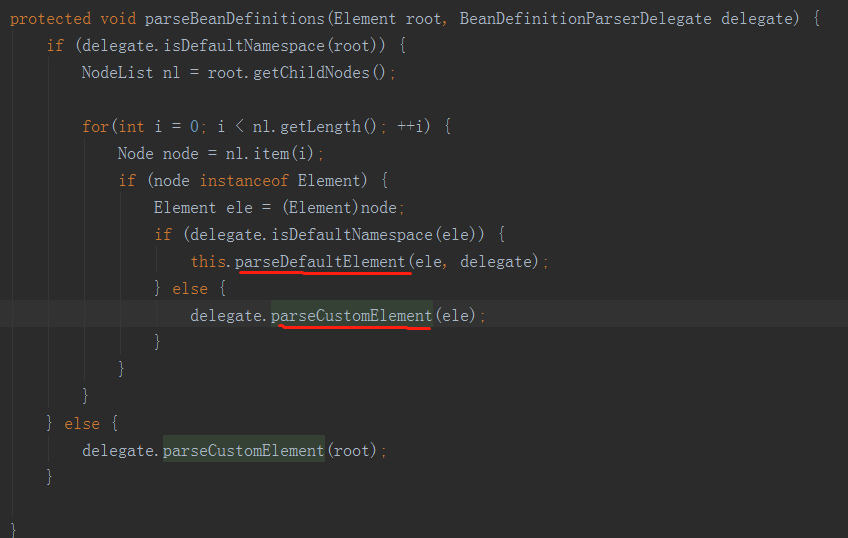 protected void parseBeanDefinitions(Element root, BeanDefinitionParserDelegate delegate) {
    if (delegate.isDefaultNamespace(root)) {
        NodeList nl = root.getChildNodes();
        for(int i = 0; i < nl.getLength(); ++i) {
            Node node = nl.item(i);
            if (node instanceof Element) {
                Element ele = (Element)node;
                if (delegate.isDefaultNamespace(ele)) {
                    this.parseDefaultElement(ele, delegate);
                } else {
                    delegate.parseCustomElement(ele);
                }
            }
        }
    } else {
        delegate.parseCustomElement(root);
    }
}